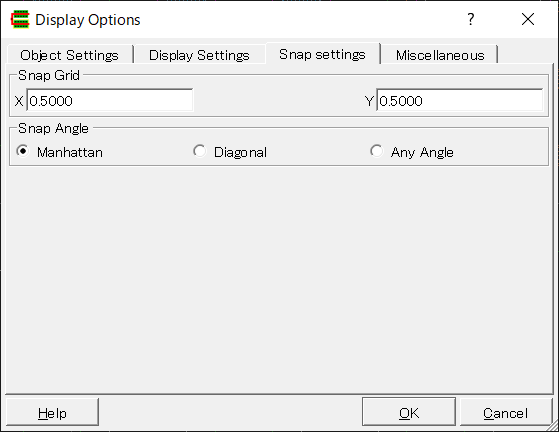 Display Options
?
Object Settings Display Settings Snap settings Miscellaneous
Snap Grid
X 0.5000 Y 0.5000
Snap Angle
Manhattan Diagonal Any Angle
Help OK Cancel